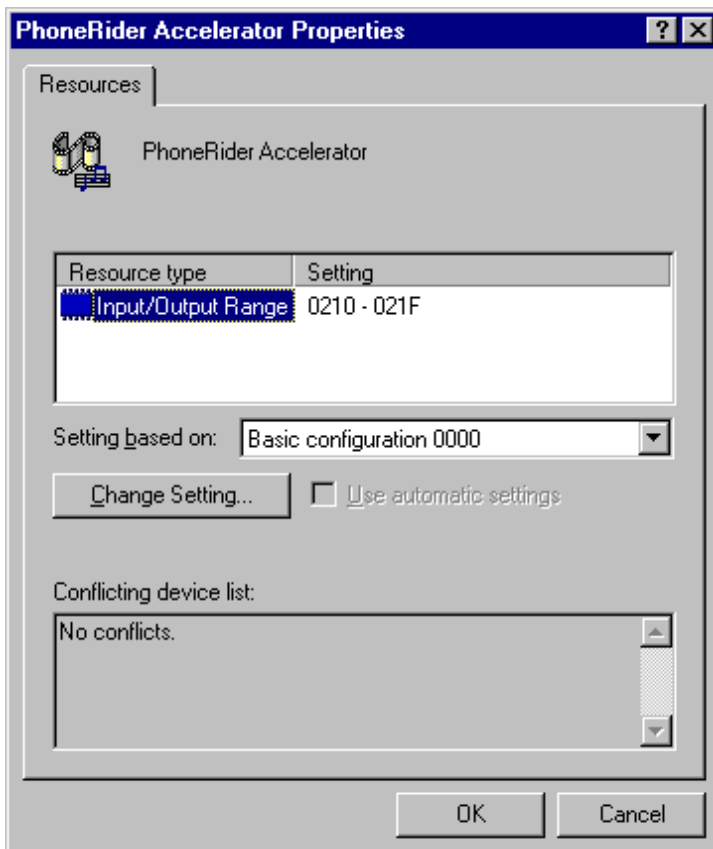 PhoneRider Accelerator Properties
Resources
PhoneRider Accelerator
Resource type Setting
Input/Output Range 0210 - 021F
Setting based on: Basic configuration 0000
Change Setting... Use automatic settings
Conflicting device list:
No conflicts.
OK Cancel